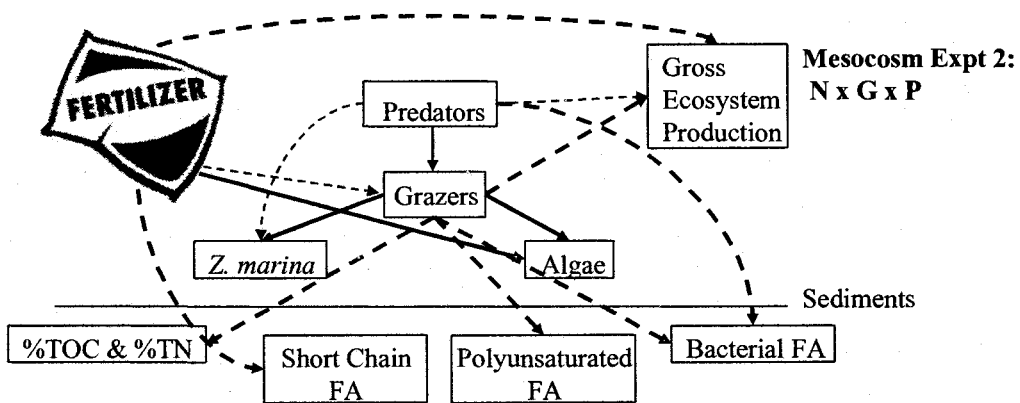 FERTILIZER
Predators
Gross
Ecosystem
Production
Mesocosm Expt 2:
N x G x P
Grazers
Z. marina
Algae
Sediments
%TOC & %TN
Short Chain
FA
Polyunsaturated
FA
Bacterial FA